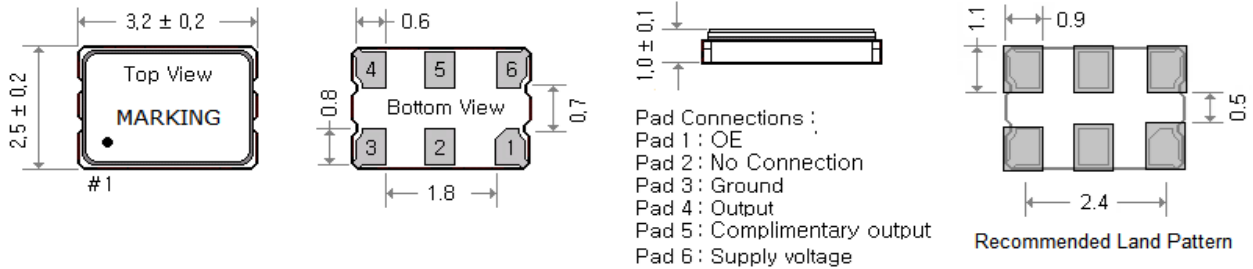 3,2 ± 0,2
2,5 ± 0,2
Top View
MARKING
#1
0.6
4 5 6
Bottom View
3 2 1
0.8
0,7
1.8
1,0 ± 0,1
Pad Connections :
Pad 1 : OE
Pad 2 : No Connection
Pad 3 : Ground
Pad 4 : Output
Pad 5 : Complimentary output
Pad 6 : Supply voltage
1.1
0.9
0.5
2.4
Recommended Land Pattern